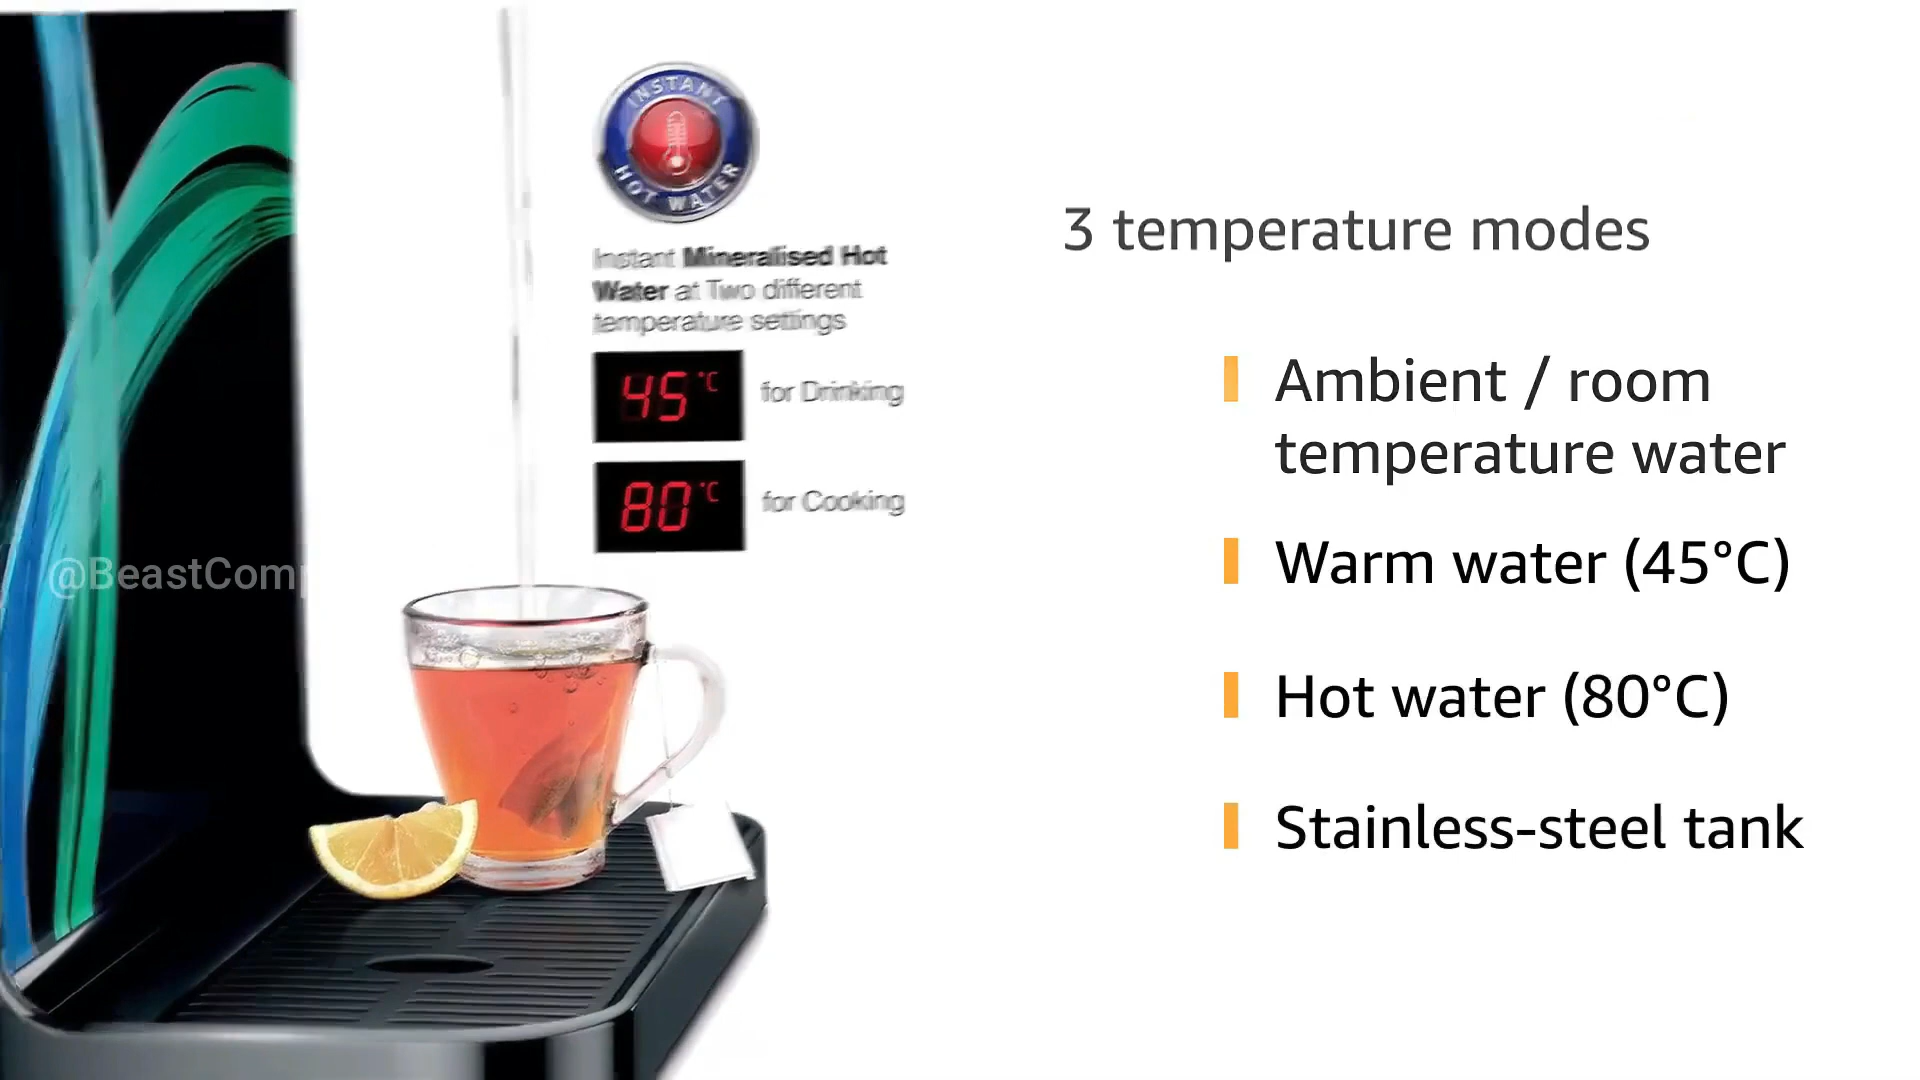 INSTANT
HOT WATER
Instant Mineralised Hot
Water at Two different
temperature settings
45°C for Drinking
80°C for Cooking
@BeastComp
3 temperature modes
Ambient / room
temperature water
Warm water (45°C)
Hot water (80°C)
Stainless-steel tank